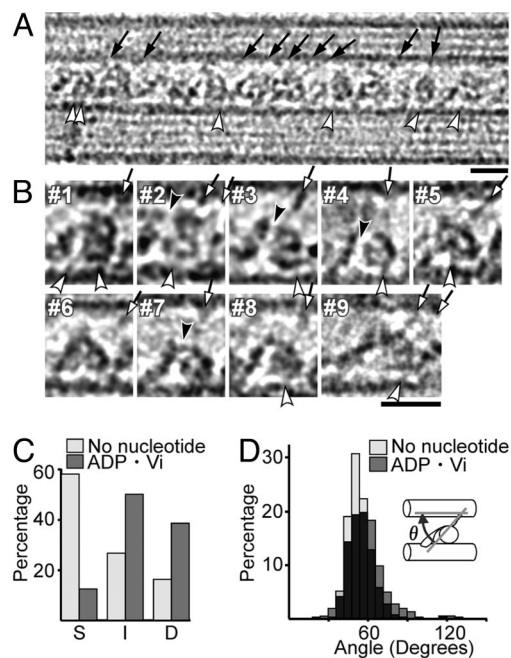 A
B
#1 #2 #3 #4 #5
#6 #7 #8 #9
C
No nucleotide
ADP · Vi
Percentage
60
40
20
S I D
D
No nucleotide
ADP · Vi
Percentage
30
20
10
θ
60 120
Angle (Degrees)